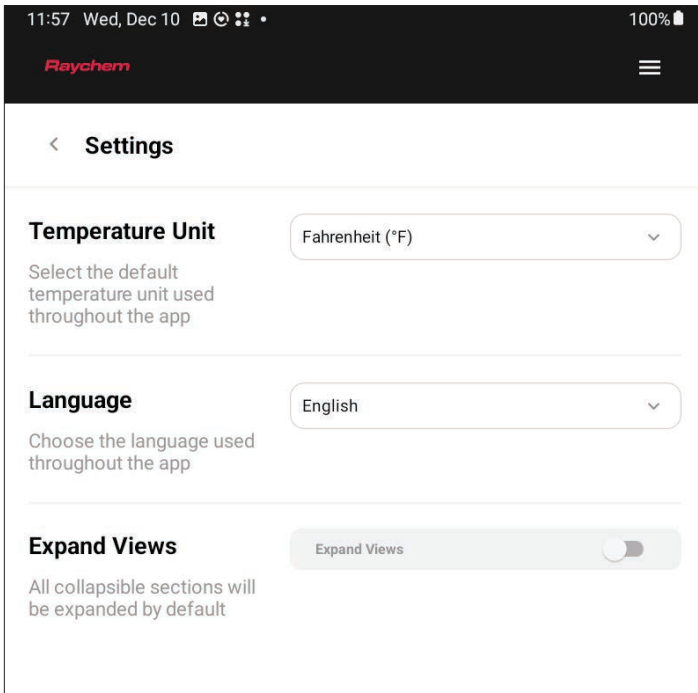 11:57 Wed, Dec 10 100%
Raychem
Settings
Temperature Unit
Fahrenheit (°F)
Select the default
temperature unit used
throughout the app
Language
English
Choose the language used
throughout the app
Expand Views
Expand Views
All collapsible sections will
be expanded by default